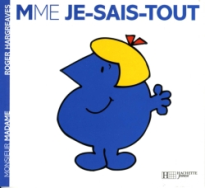 MME JE-SAIS-TOUT
ROGER HARGREAVES
MONSIEUR MADAME
HACHETTE